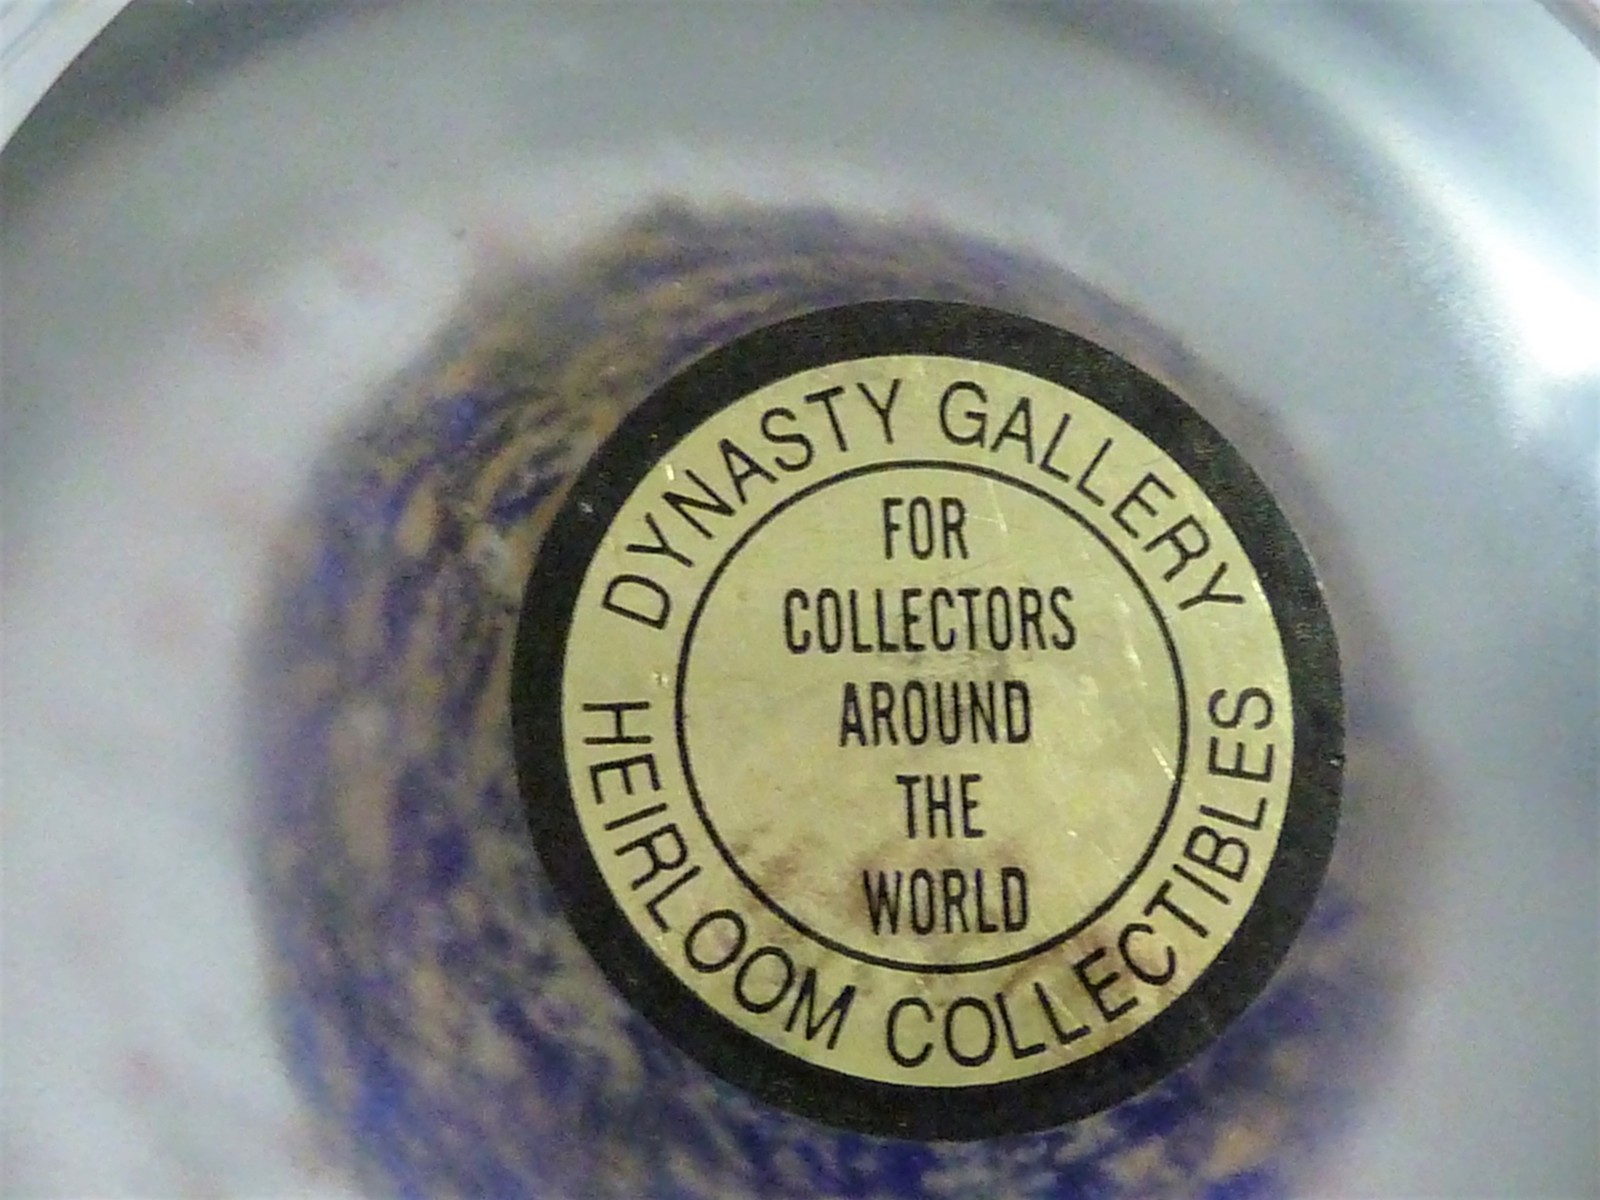 DYNASTY GALLERY
FOR
COLLECTORS
AROUND
THE
WORLD
HEIRLOOM COLLECTIBLES